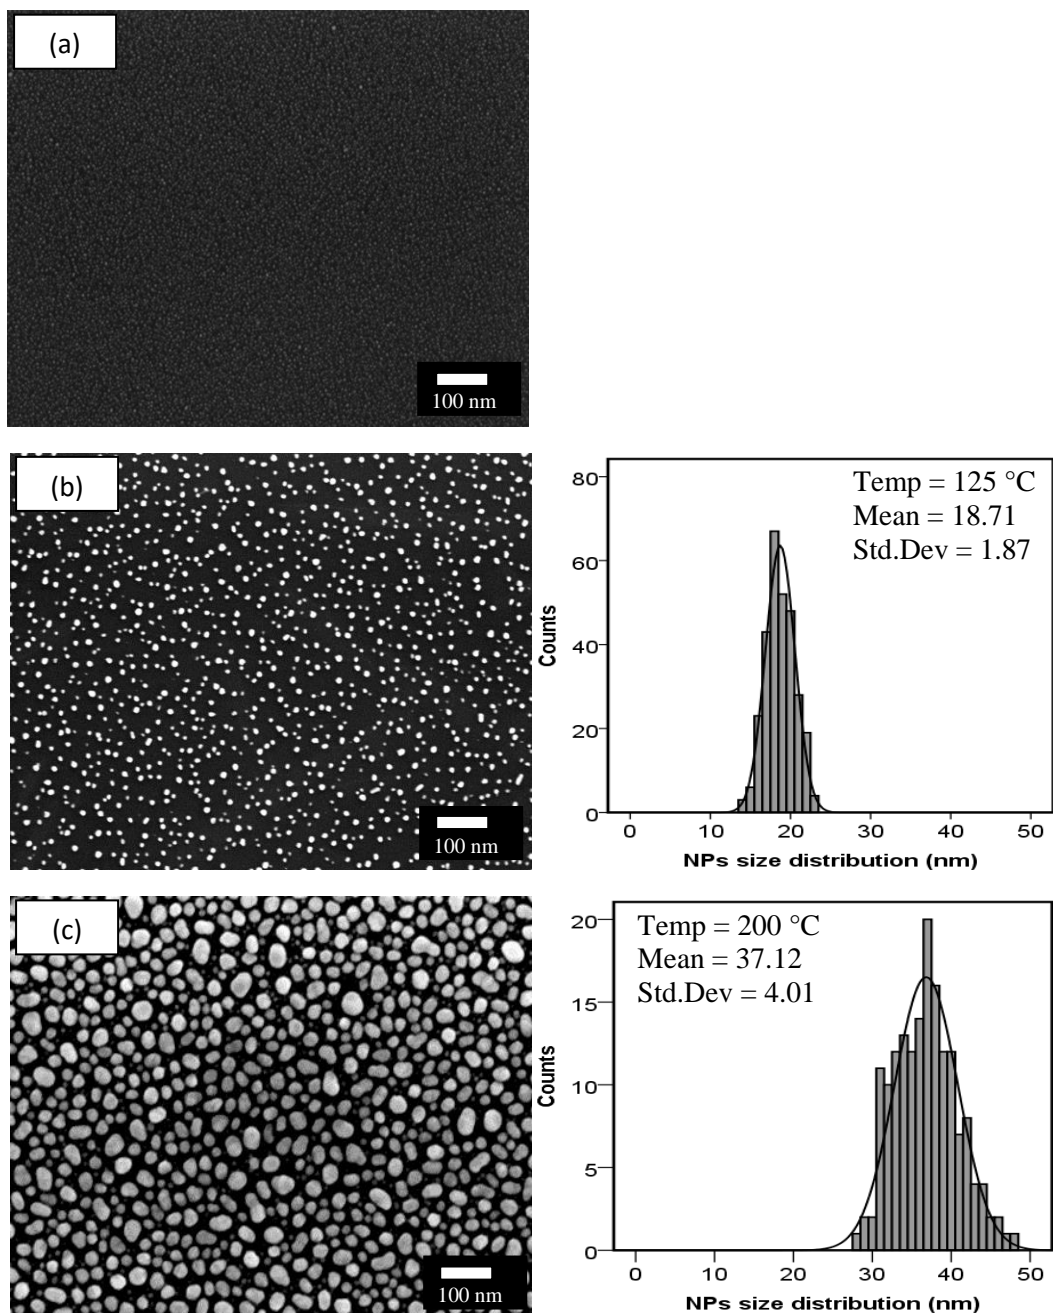 (a)
100 nm
(b)
100 nm
80
60
40
20
0
Counts
Temp = 125 °C
Mean = 18.71
Std.Dev = 1.87
0 10 20 30 40 50
NPs size distribution (nm)
(c)
100 nm
20
15
10
5
0
Counts
Temp = 200 °C
Mean = 37.12
Std.Dev = 4.01
0 10 20 30 40 50
NPs size distribution (nm)